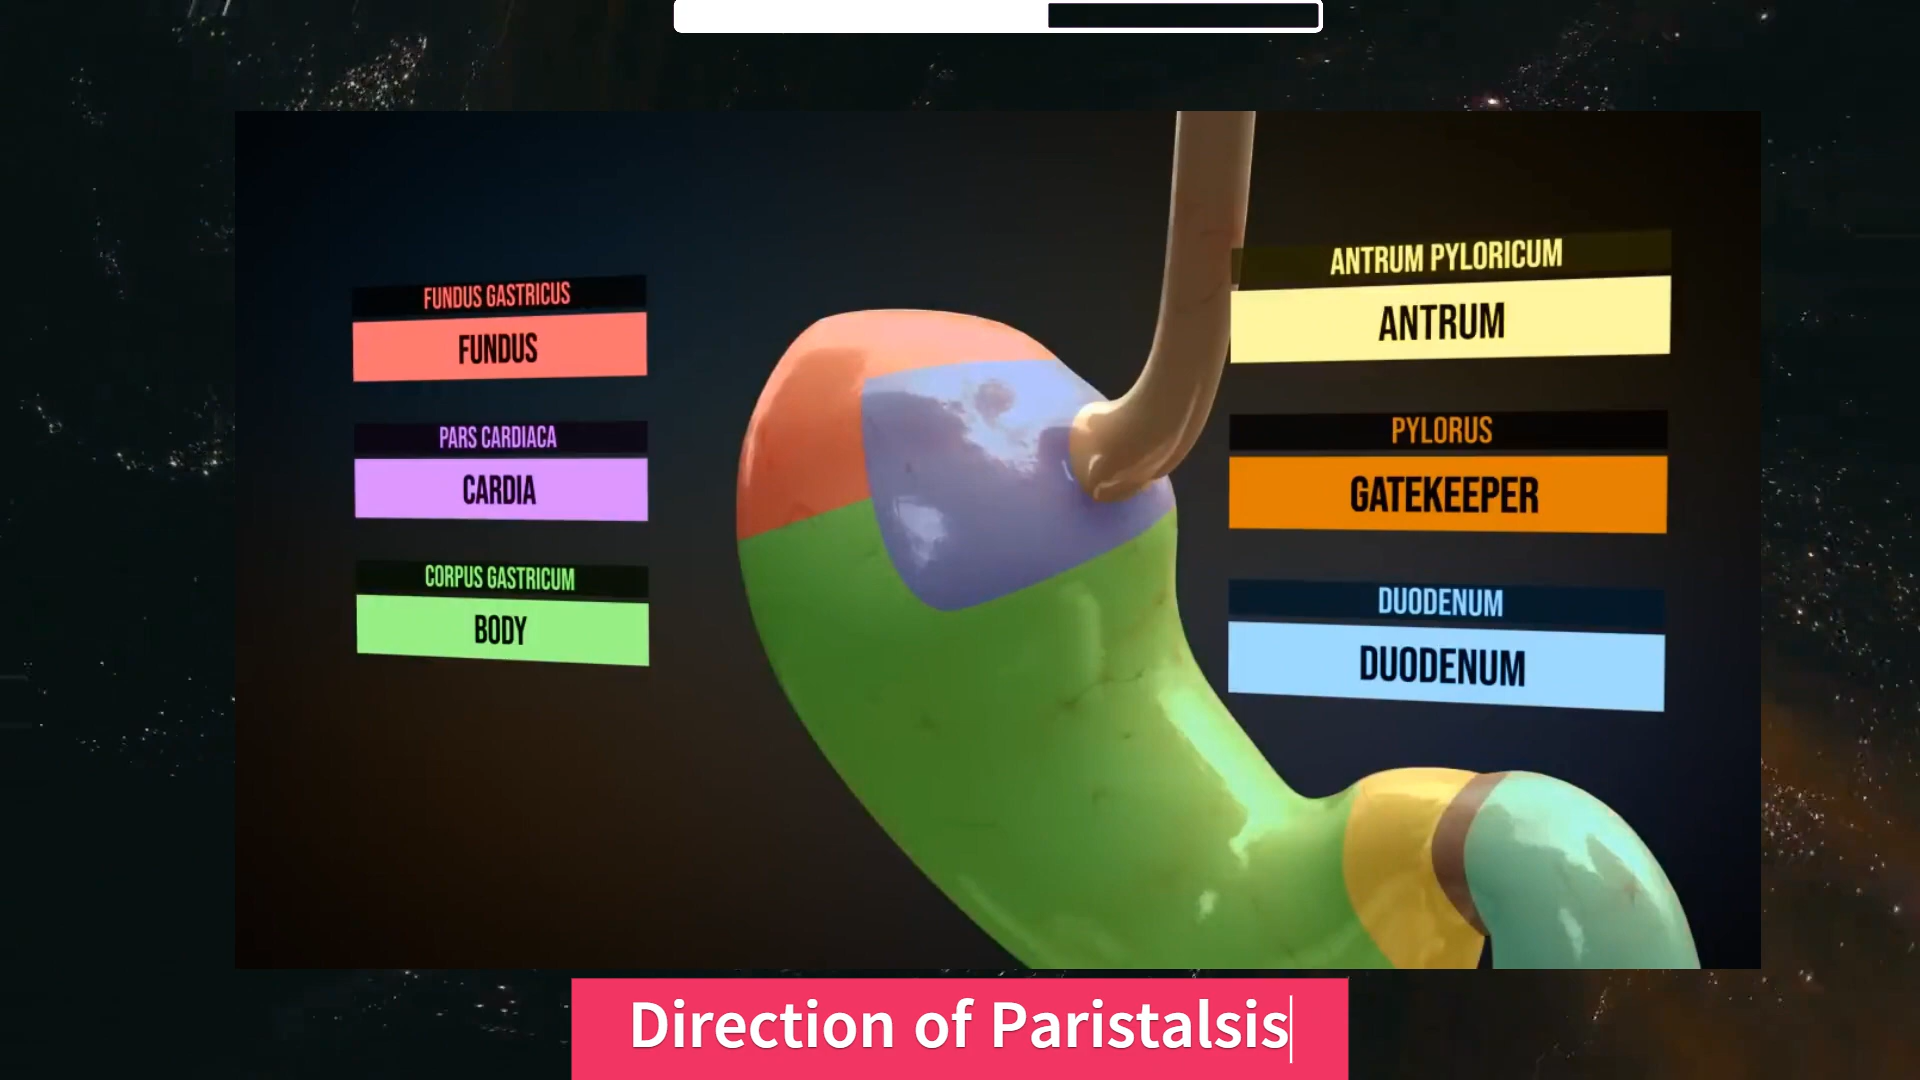 FUNDUS GASTRICUS
FUNDUS
PARS CARDIACA
CARDIA
CORPUS GASTRICUM
BODY
ANTRUM PYLORICUM
ANTRUM
PYLORUS
GATEKEEPER
DUODENUM
DUODENUM
Direction of Paristalsis